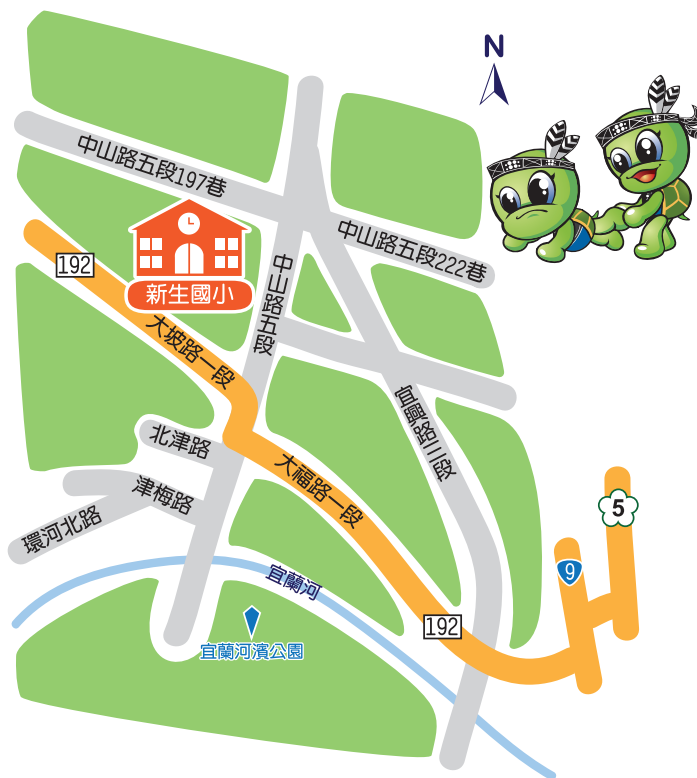 N
中山路五段197巷
中山路五段222巷
192
新生國小
中山路五段
大坡路一段
宜興路三段
北津路
大福路一段
津梅路
環河北路
5
9
宜蘭河
192
宜蘭河濱公園